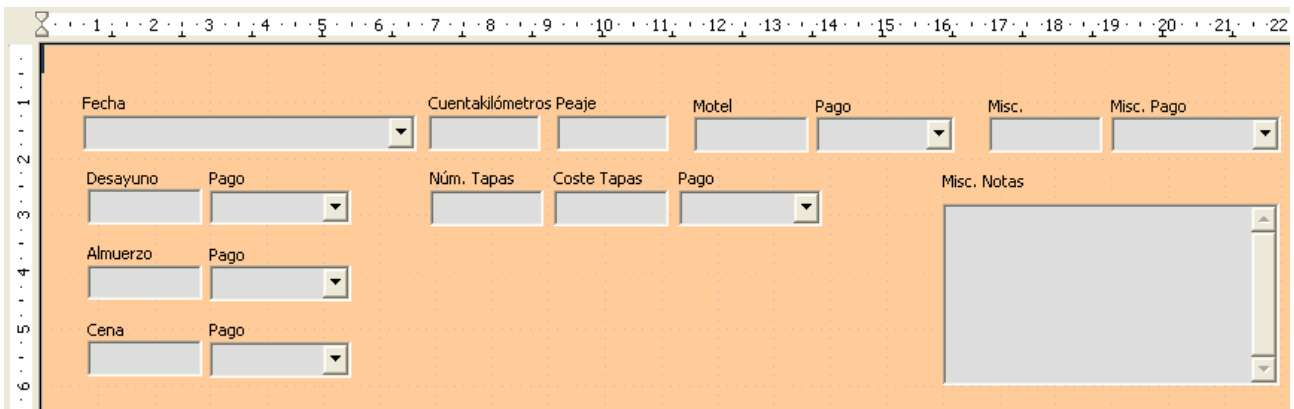 1 2 3 4 5 6 7 8 9 10 11 12 13 14 15 16 17 18 19 20 21 22
1
2
3
4
5
6
Fecha Cuentakilómetros Peaje Motel Pago Misc. Misc. Pago
Desayuno Pago Núm. Tapas Coste Tapas Pago Misc. Notas
Almuerzo Pago
Cena Pago